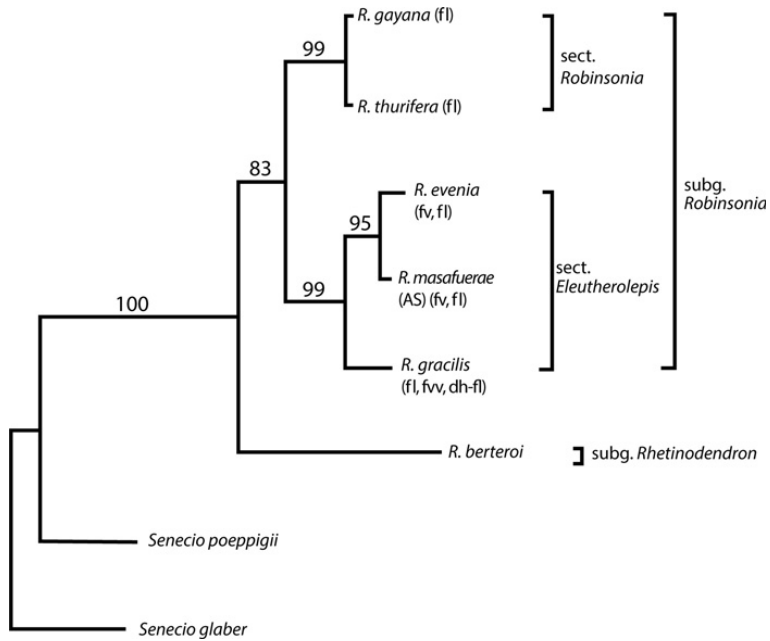 R. gayana (fl)
99
sect.
Robinsonia
R. thurifera (fl)
83
R. evenia
(fv, fl)
subg.
Robinsonia
95
R. masafuerae
(AS) (fv, fl)
sect.
Eleutherolepis
99
100
R. gracilis
(fl, fvv, dh-fl)
R. berteroi
subg. Rhetinodendron
Senecio poeppigii
Senecio glaber